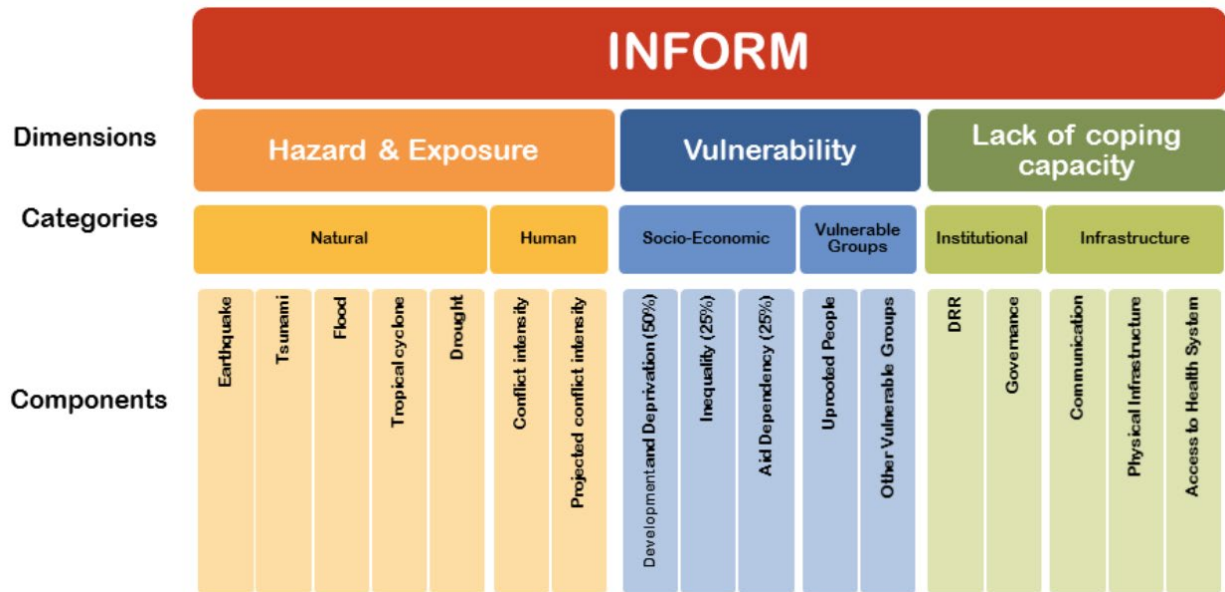 INFORM
Dimensions
Hazard & Exposure
Vulnerability
Lack of coping
capacity
Categories
Natural
Human
Socio-Economic
Vulnerable
Groups
Institutional
Infrastructure
Components
Earthquake
Tsunami
Flood
Tropical cyclone
Drought
Conflict intensity
Projected conflict intensity
Development and Deprivation (50%)
Inequality (25%)
Aid Dependency (25%)
Uprooted People
Other Vulnerable Groups
DRR
Governance
Communication
Physical Infrastructure
Access to Health System